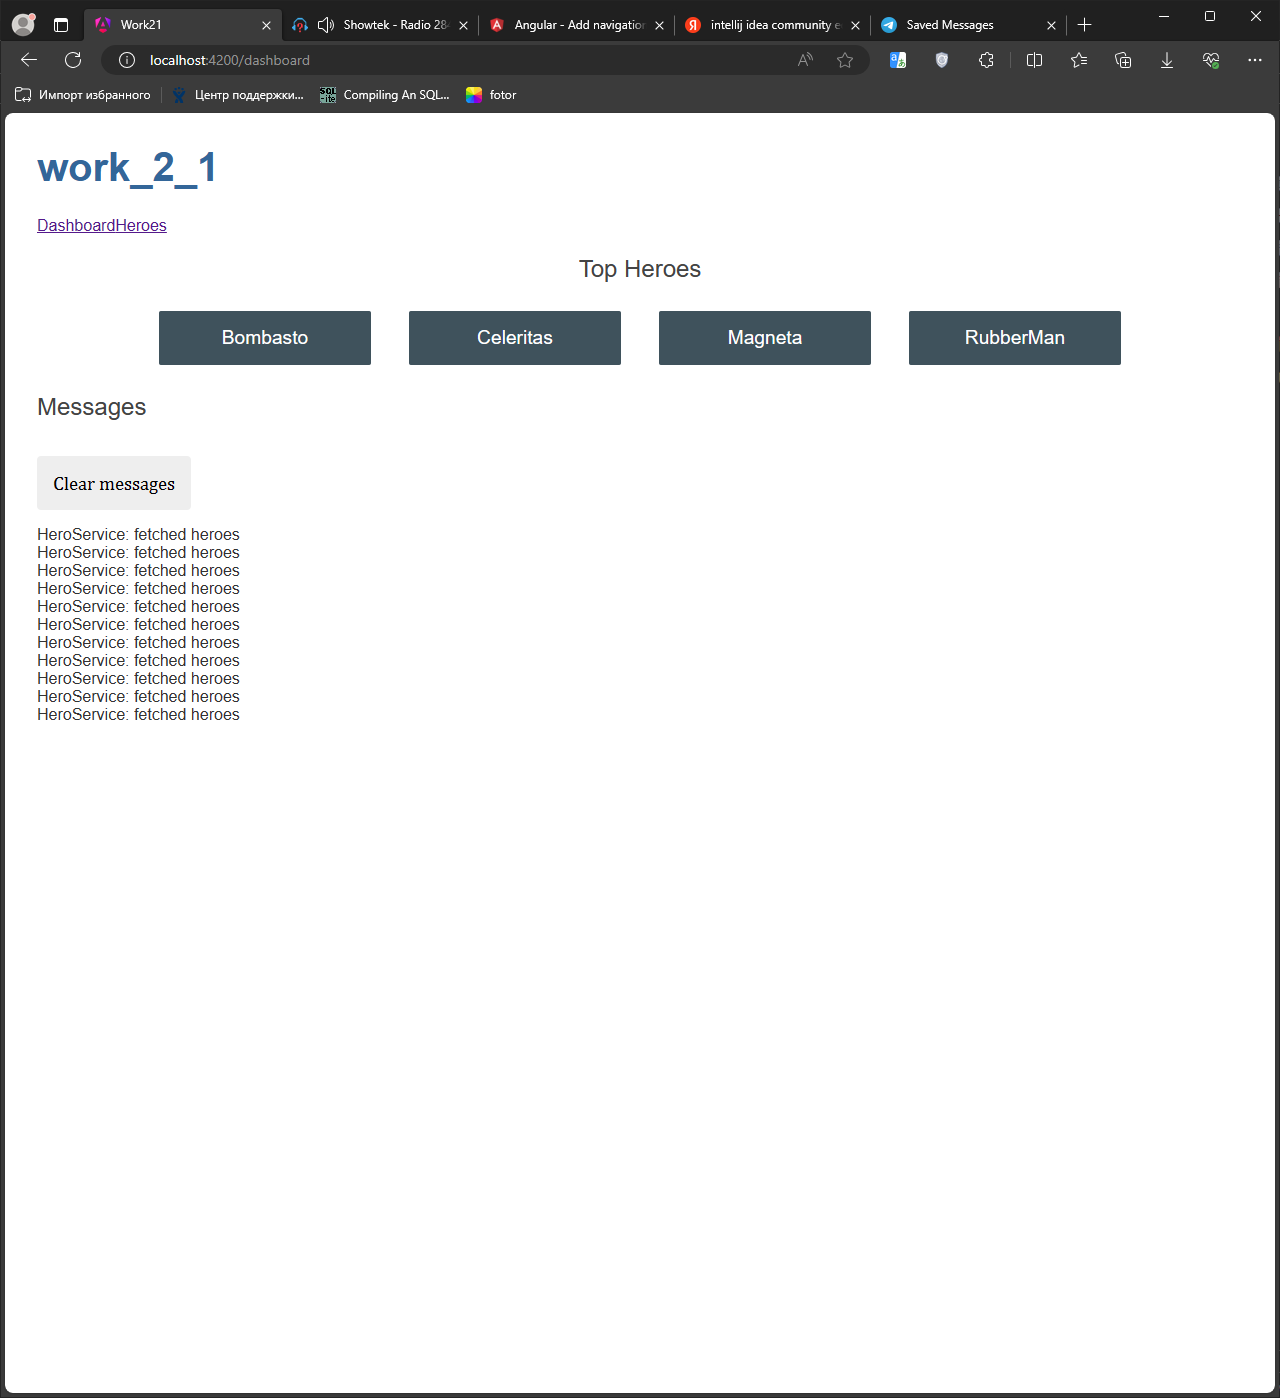 Work21
Showtek - Radio 284
Angular - Add navigation
intellij idea community e
Saved Messages
localhost:4200/dashboard
Импорт избранного
Центр поддержки...
Compiling An SQL...
fotor
work_2_1
DashboardHeroes
Top Heroes
Bombasto
Celeritas
Magneta
RubberMan
Messages
Clear messages
HeroService: fetched heroes
HeroService: fetched heroes
HeroService: fetched heroes
HeroService: fetched heroes
HeroService: fetched heroes
HeroService: fetched heroes
HeroService: fetched heroes
HeroService: fetched heroes
HeroService: fetched heroes
HeroService: fetched heroes
HeroService: fetched heroes